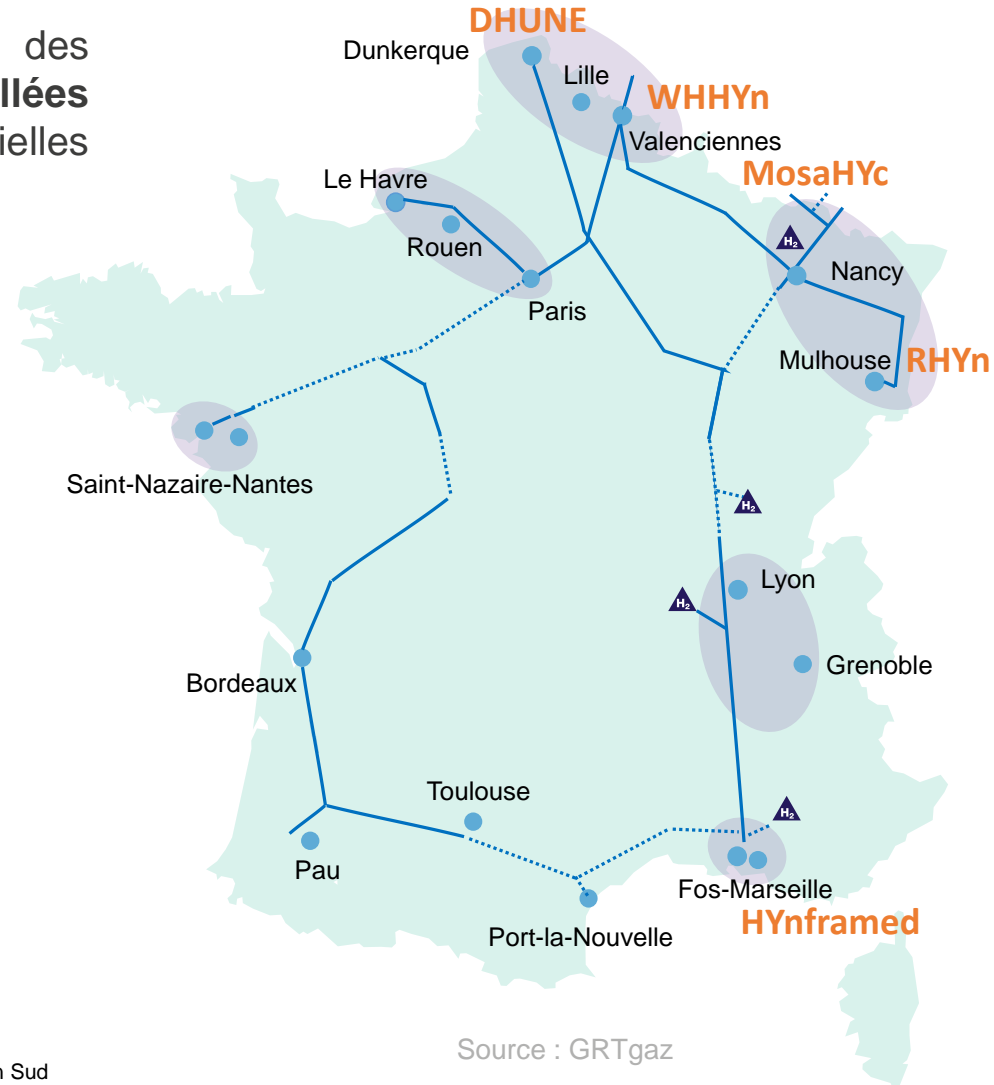 des
llées
ielles
DHUNE
Dunkerque
Lille
WHHYn
Valenciennes
MosaHYc
Le Havre
Rouen
H₂
Nancy
Paris
Mulhouse
RHYn
Saint-Nazaire-Nantes
H₂
Lyon
H₂
Grenoble
Bordeaux
Toulouse
H₂
Pau
Fos-Marseille
HYnframed
Port-la-Nouvelle
Source : GRTgaz
n Sud